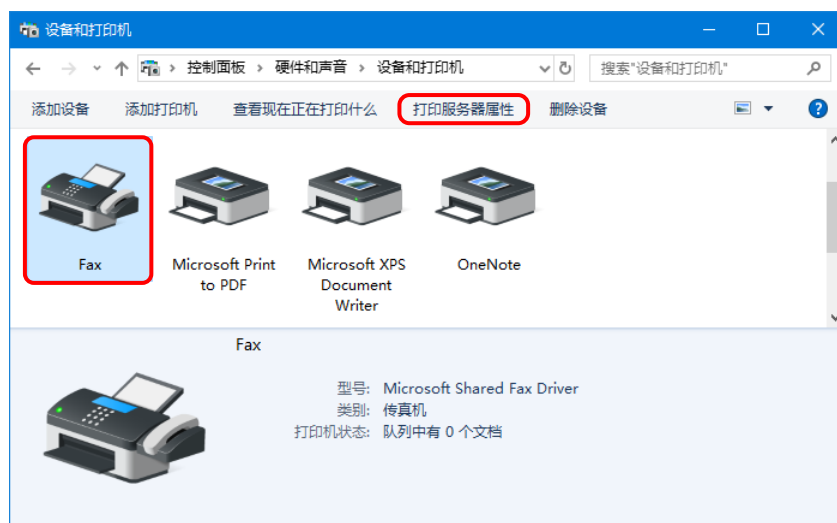 设备和打印机
控制面板 › 硬件和声音 › 设备和打印机
搜索"设备和打印机"
添加设备 添加打印机 查看现在正在打印什么 打印服务器属性 删除设备
Fax
Microsoft Print
to PDF
Microsoft XPS
Document
Writer
OneNote
Fax
型号: Microsoft Shared Fax Driver
类别: 传真机
打印机状态: 队列中有 0 个文档